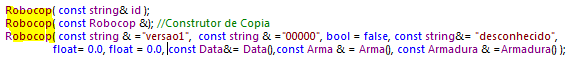 Robocop( const string& id );
Robocop( const Robocop &); //Construtor de Copia
Robocop( const string & ="versao1", const string & ="00000", bool = false, const string&= "desconhecido",
float= 0.0, float = 0.0, const Data&= Data(),const Arma & = Arma(), const Armadura & =Armadura() );